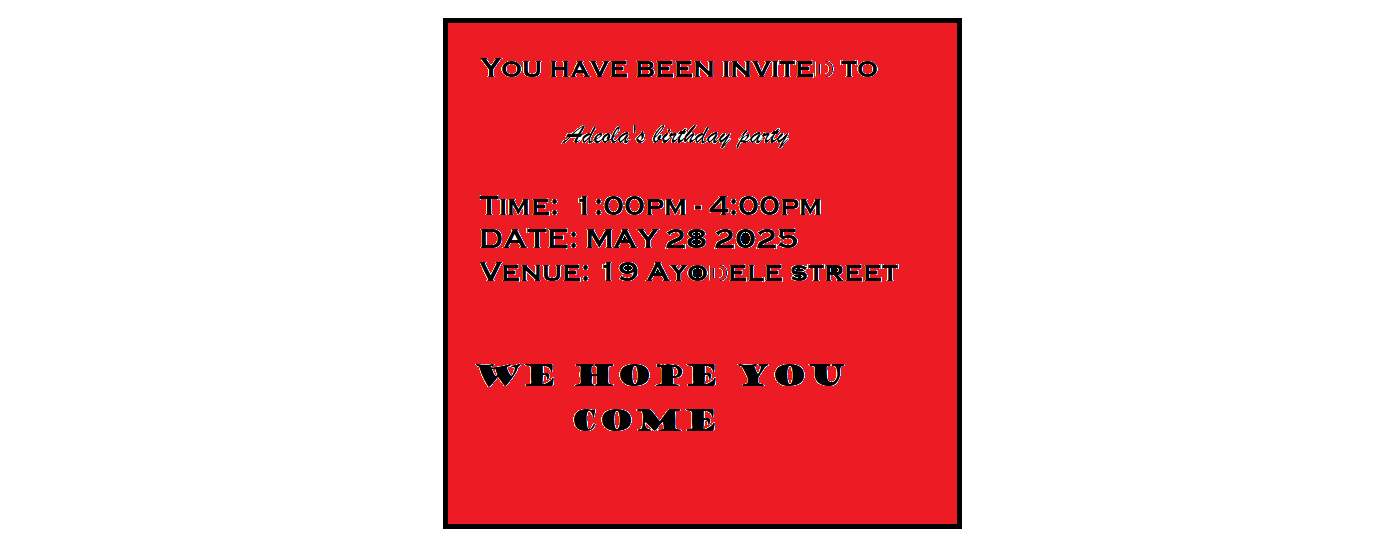 You have been invited to
Adeola's birthday party
Time: 1:00pm - 4:00pm
DATE: MAY 28 2025
Venue: 19 Ayodele street
WE HOPE YOU
COME